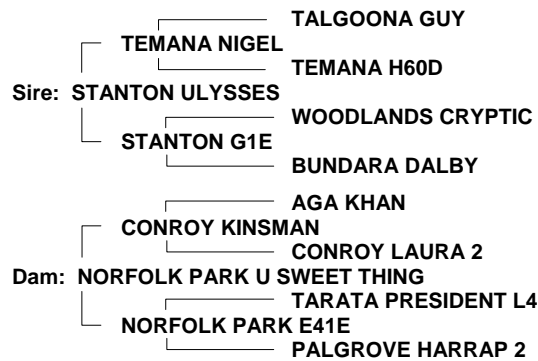 TALGOONA GUY
TEMANA NIGEL
TEMANA H60D
Sire: STANTON ULYSSES
WOODLANDS CRYPTIC
STANTON G1E
BUNDARA DALBY
AGA KHAN
CONROY KINSMAN
CONROY LAURA 2
Dam: NORFOLK PARK U SWEET THING
TARATA PRESIDENT L4
NORFOLK PARK E41E
PALGROVE HARRAP 2